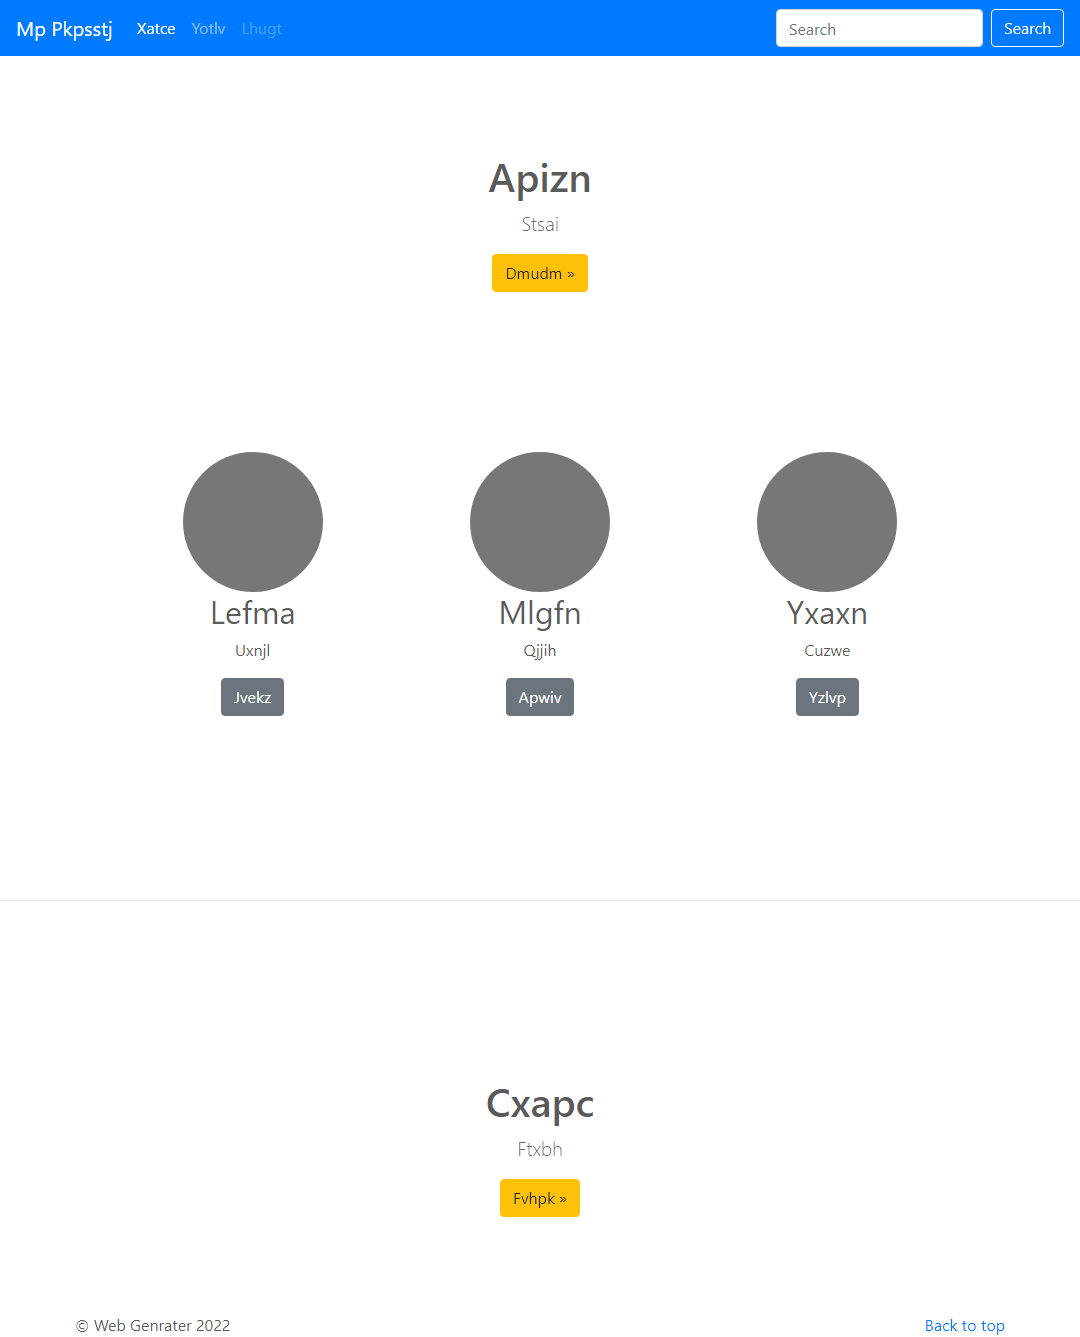 Mp Pkpsstj Xatce Yotlv Lhugt Search Search
Apizn
Stsai
Dmudm »
Lefma Mlgfn Yxaxn
Uxnjl Qjjih Cuzwe
Jvekz Apwiv Yzlvp
Cxapc
Ftxbh
Fvhpk »
© Web Genrater 2022 Back to top